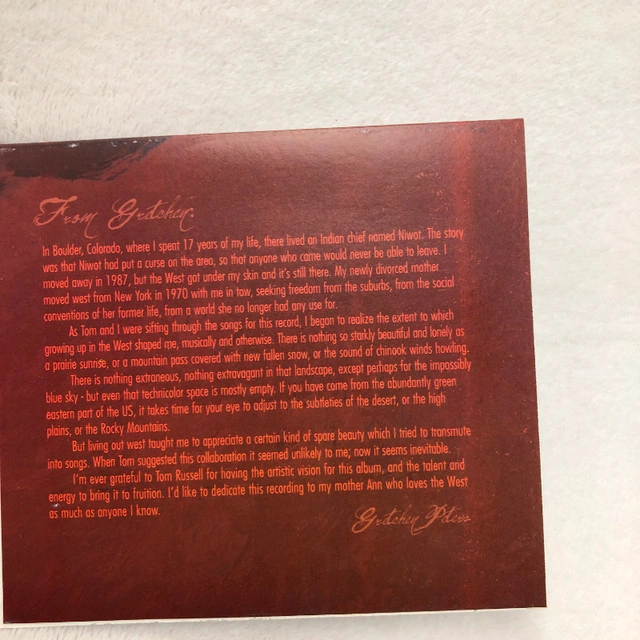 From Gretchen:
In Boulder, Colorado, where I spent 17 years of my life, there lived an Indian chief named Niwot. The story
was that Niwot had put a curse on the area, so that anyone who came would never be able to leave. I
moved away in 1987, but the West got under my skin and it's still there. My newly divorced mother
moved west from New York in 1970 with me in tow, seeking freedom from the suburbs, from the social
conventions of her former life, from a world she no longer had any use for.
As Tom and I were sifting through the songs for this record, I began to realize the extent to which
growing up in the West shaped me, musically and otherwise. There is nothing so starkly beautiful and lonely as
a prairie sunrise, or a mountain pass covered with new fallen snow, or the sound of chinook winds howling.
There is nothing extraneous, nothing extravagant in that landscape, except perhaps for the impossibly
blue sky - but even that technicolor space is mostly empty. If you have come from the abundantly green
eastern part of the US, it takes time for your eye to adjust to the subtleties of the desert, or the high
plains, or the Rocky Mountains.
But living out west taught me to appreciate a certain kind of spare beauty which I tried to transmute
into songs. When Tom suggested this collaboration it seemed unlikely to me; now it seems inevitable.
I'm ever grateful to Tom Russell for having the artistic vision for this album, and the talent and
energy to bring it to fruition. I'd like to dedicate this recording to my mother Ann who loves the West
as much as anyone I know.
Gretchen Peters